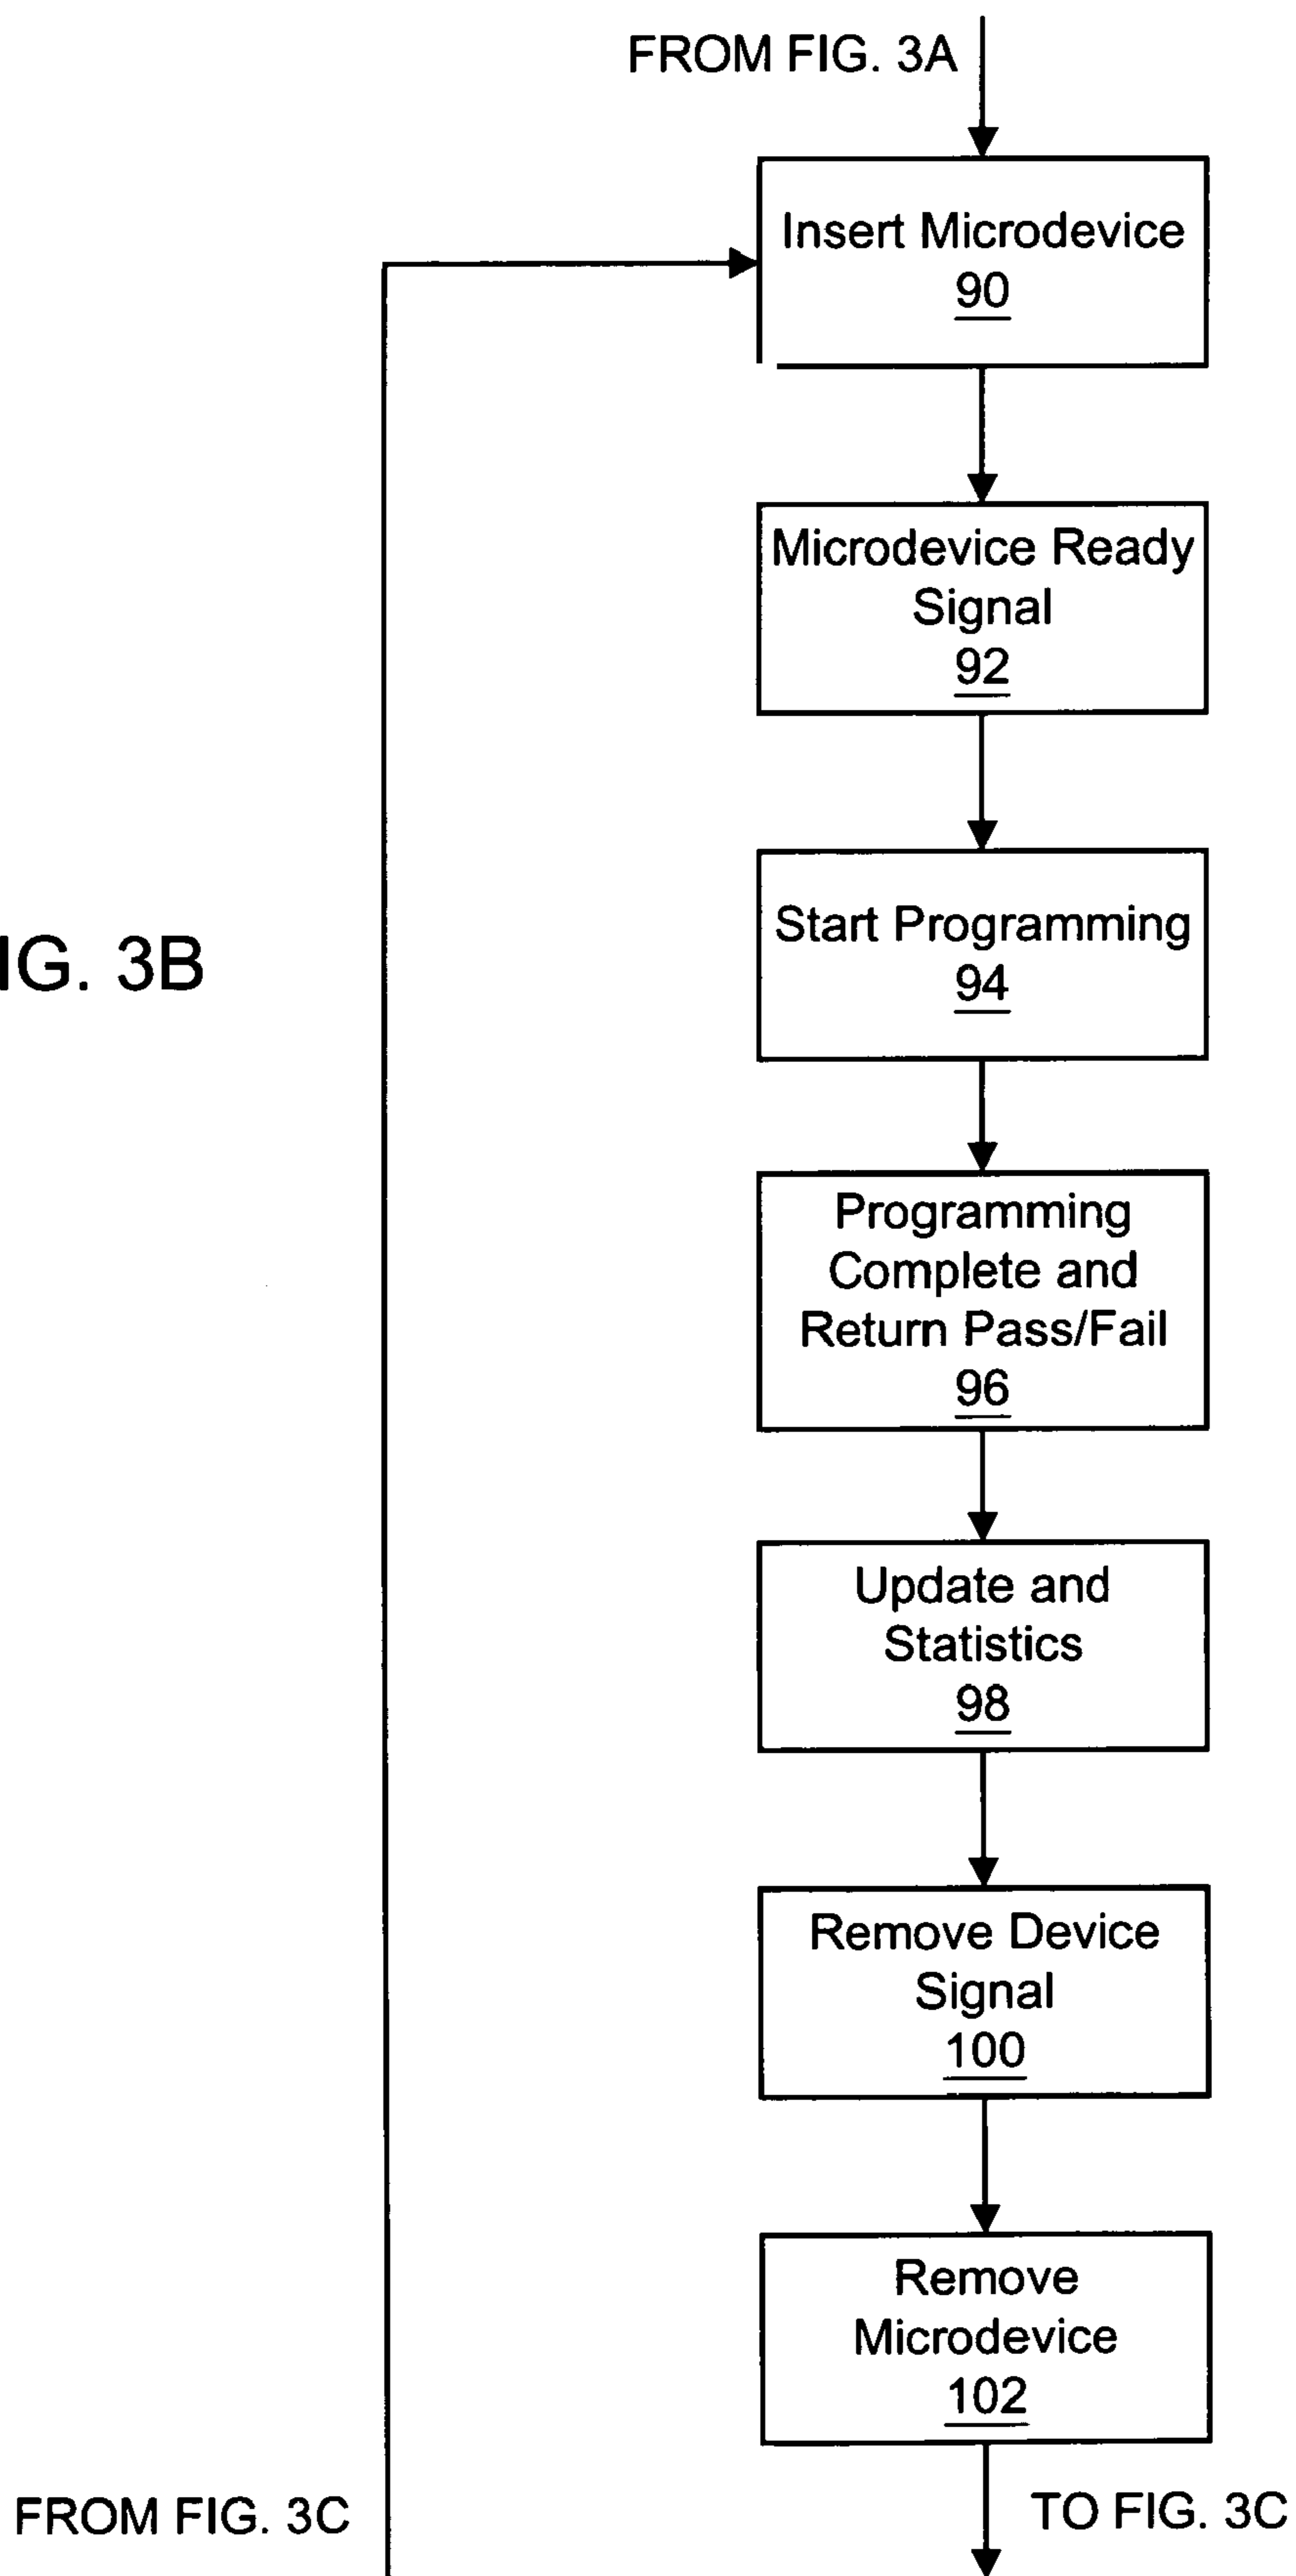 FROM FIG. 3A
Insert Microdevice
90
Microdevice Ready
Signal
92
Start Programming
94
IG. 3B
Programming
Complete and
Return Pass/Fail
96
Update and
Statistics
98
Remove Device
Signal
100
Remove
Microdevice
102
FROM FIG. 3C
TO FIG. 3C